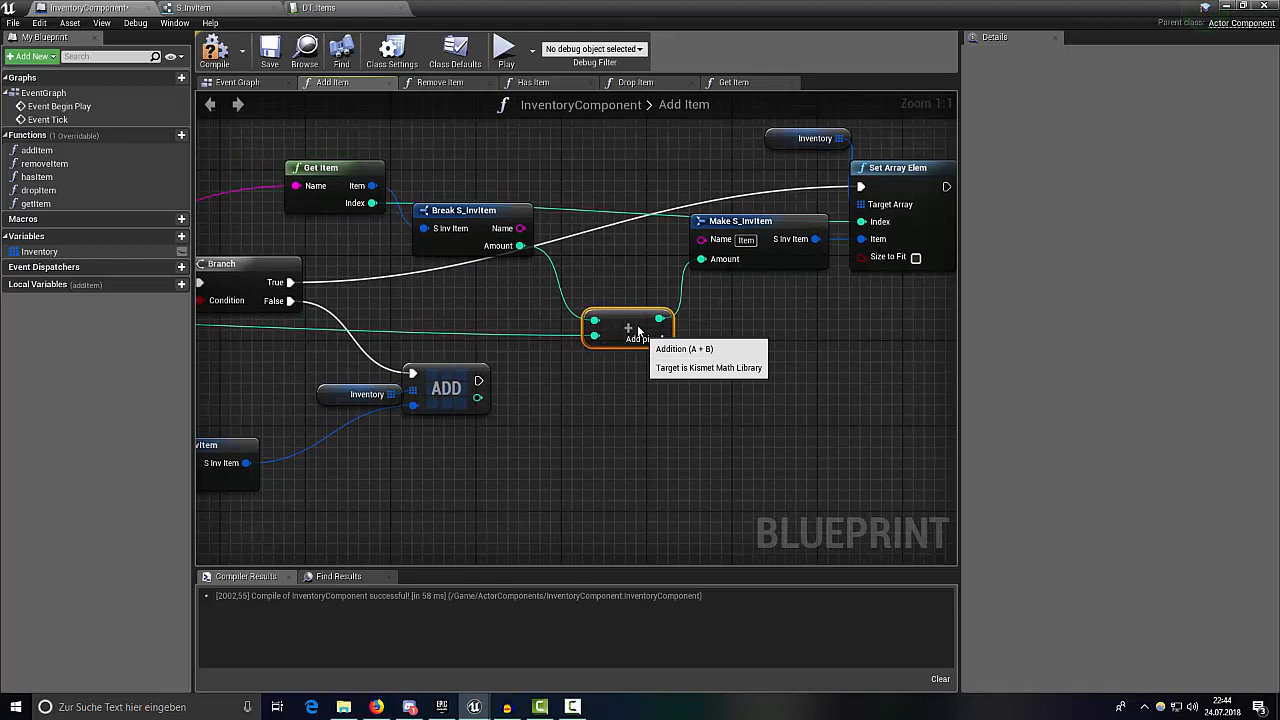 InventoryComponent*
S_InvItem
DT_Items
File Edit Asset View Debug Window Help
Parent class: Actor Component
My Blueprint
Add New
Search
Graphs
EventGraph
Event Begin Play
Event Tick
Functions (1 Overridable)
addItem
removeItem
hasItem
dropItem
getItem
Macros
Variables
Inventory
Event Dispatchers
Local Variables (addItem)
Compile
Save
Browse
Find
Class Settings
Class Defaults
Play
No debug object selected
Debug Filter
Event Graph
Add Item
Remove Item
Has Item
Drop Item
Get Item
InventoryComponent > Add Item
Zoom 1:1
Get Item
Name Item
Index
Break S_InvItem
S Inv Item Name
Amount
Branch
True
Condition False
Inventory
ADD
S Inv Item
Addition (A + B)
Target is Kismet Math Library
Make S_InvItem
Name Item S Inv Item
Amount
Inventory
Set Array Elem
Target Array
Index
Item
Size to Fit
BLUEPRINT
Compiler Results
Find Results
[2002,55] Compile of InventoryComponent successful! [in 58 ms] (/Game/ActorComponents/InventoryComponent.InventoryComponent)
Clear
Details
Zur Suche Text hier eingeben
22:44
24.07.2018